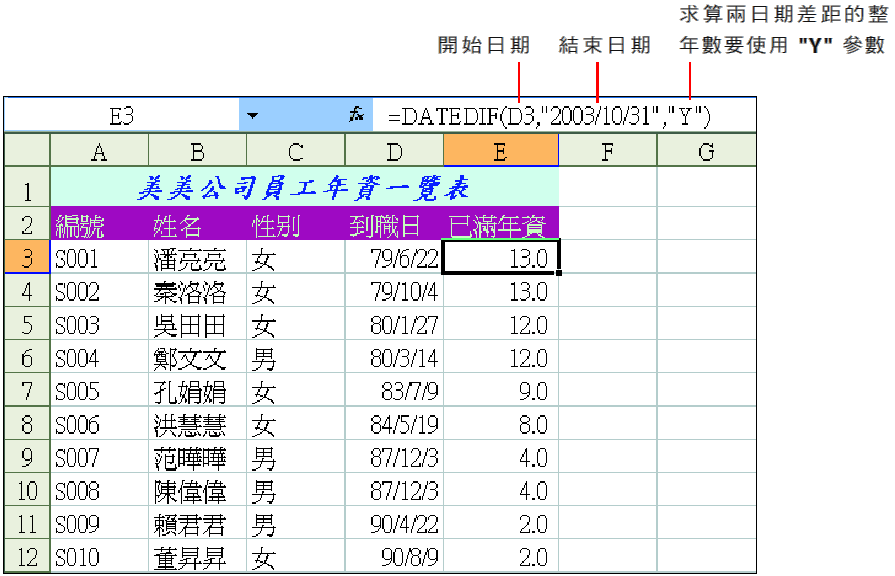 求算兩日期差距的整
開始日期 結束日期 年數要使用 "Y" 參數
E3 fx =DATEDIF(D3,"2003/10/31","Y")
A B C D E F G
1 美美公司員工年資一覽表
2 編號 姓名 性別 到職日 已滿年資
3 S001 潘亮亮 女 79/6/22 13.0
4 S002 秦洛洛 女 79/10/4 13.0
5 S003 吳田田 女 80/1/27 12.0
6 S004 鄭文文 男 80/3/14 12.0
7 S005 孔娟娟 女 83/7/9 9.0
8 S006 洪慧慧 女 84/5/19 8.0
9 S007 范曄曄 男 87/12/3 4.0
10 S008 陳偉偉 男 87/12/3 4.0
11 S009 賴君君 男 90/4/22 2.0
12 S010 董昇昇 女 90/8/9 2.0